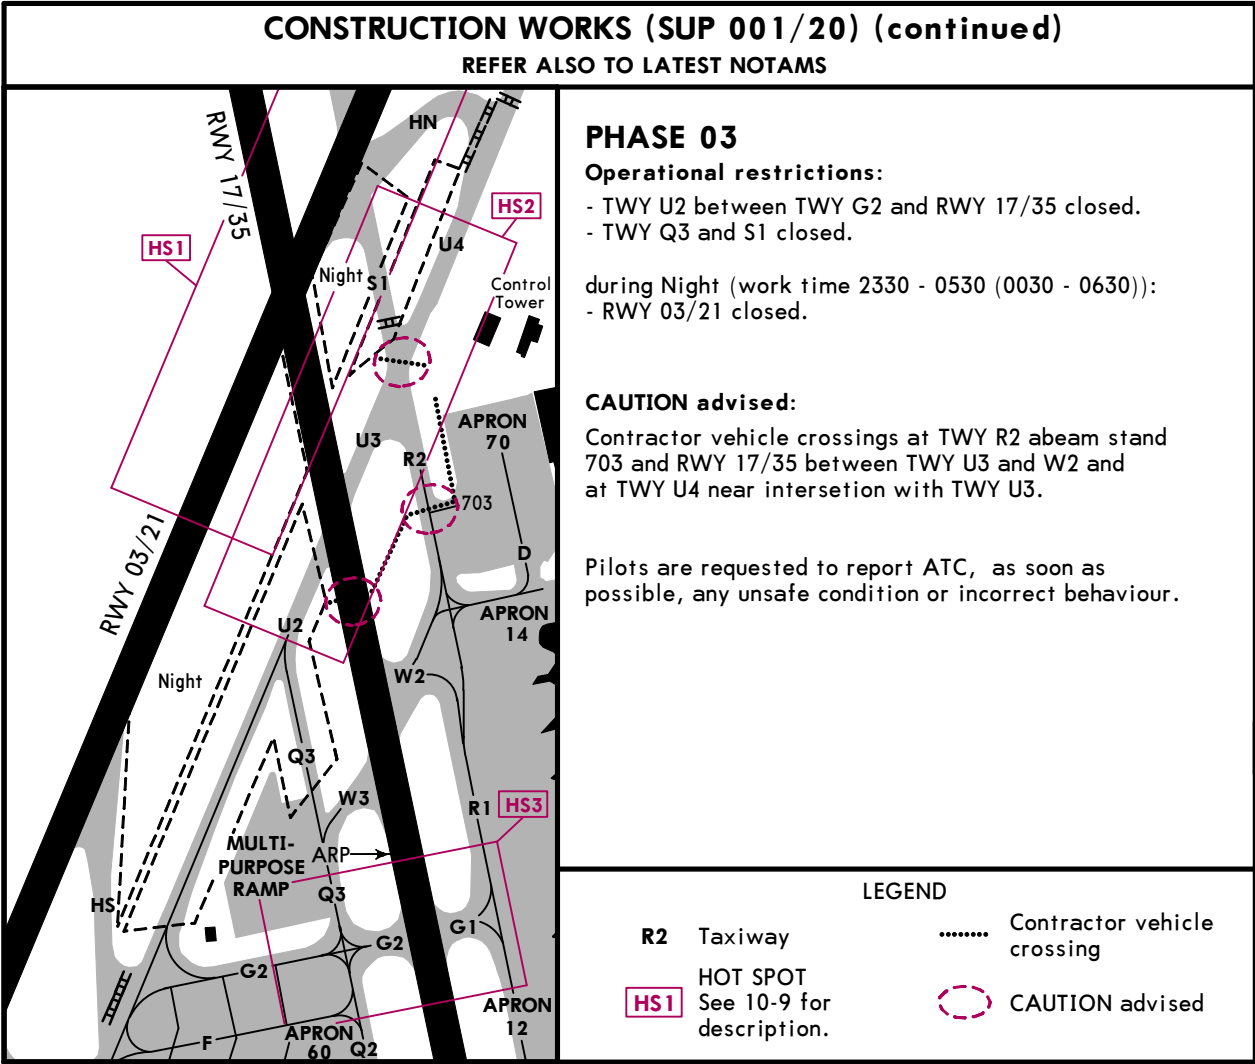 CONSTRUCTION WORKS (SUP 001/20) (continued)
REFER ALSO TO LATEST NOTAMS
RWY 17/35
HN
HS1
HS2
U4
Night
S1
Control
Tower
U3
R2
APRON
70
703
D
RWY 03/21
U2
APRON
14
Night
W2
Q3
W3
R1
HS3
MULTI-
PURPOSE
RAMP
ARP
Q3
HS
G1
G2
G2
APRON
12
F
APRON
60
Q2
PHASE 03
Operational restrictions:
- TWY U2 between TWY G2 and RWY 17/35 closed.
- TWY Q3 and S1 closed.
during Night (work time 2330 - 0530 (0030 - 0630)):
- RWY 03/21 closed.
CAUTION advised:
Contractor vehicle crossings at TWY R2 abeam stand
703 and RWY 17/35 between TWY U3 and W2 and
at TWY U4 near intersetion with TWY U3.
Pilots are requested to report ATC, as soon as
possible, any unsafe condition or incorrect behaviour.
LEGEND
R2 Taxiway
Contractor vehicle
crossing
HS1
HOT SPOT
See 10-9 for
description.
CAUTION advised